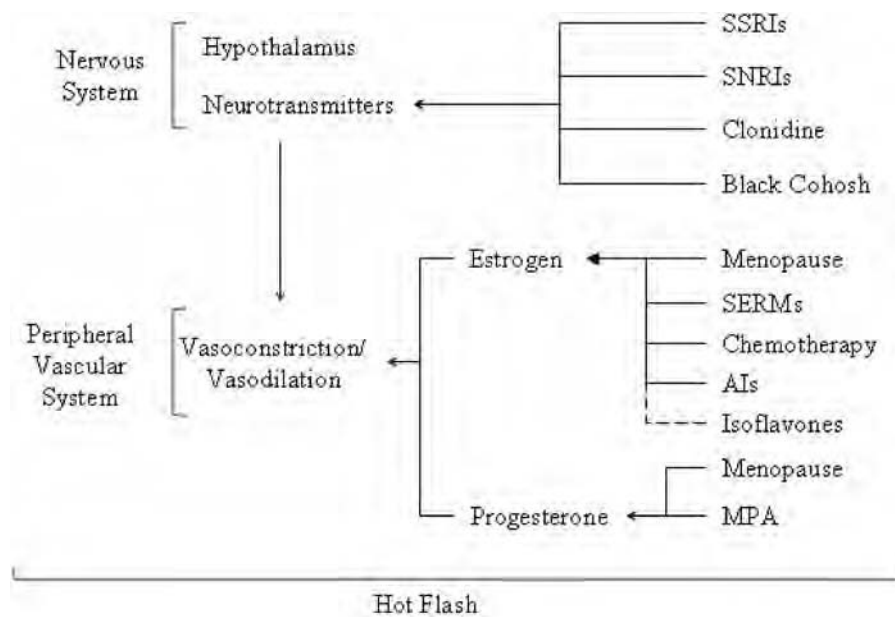 Nervous
System
Hypothalamus
Neurotransmitters
SSRIs
SNRIs
Clonidine
Black Cohosh
Peripheral
Vascular
System
Vasoconstriction/
Vasodilation
Estrogen
Menopause
SERMs
Chemotherapy
AIs
Isoflavones
Progesterone
Menopause
MPA
Hot Flash